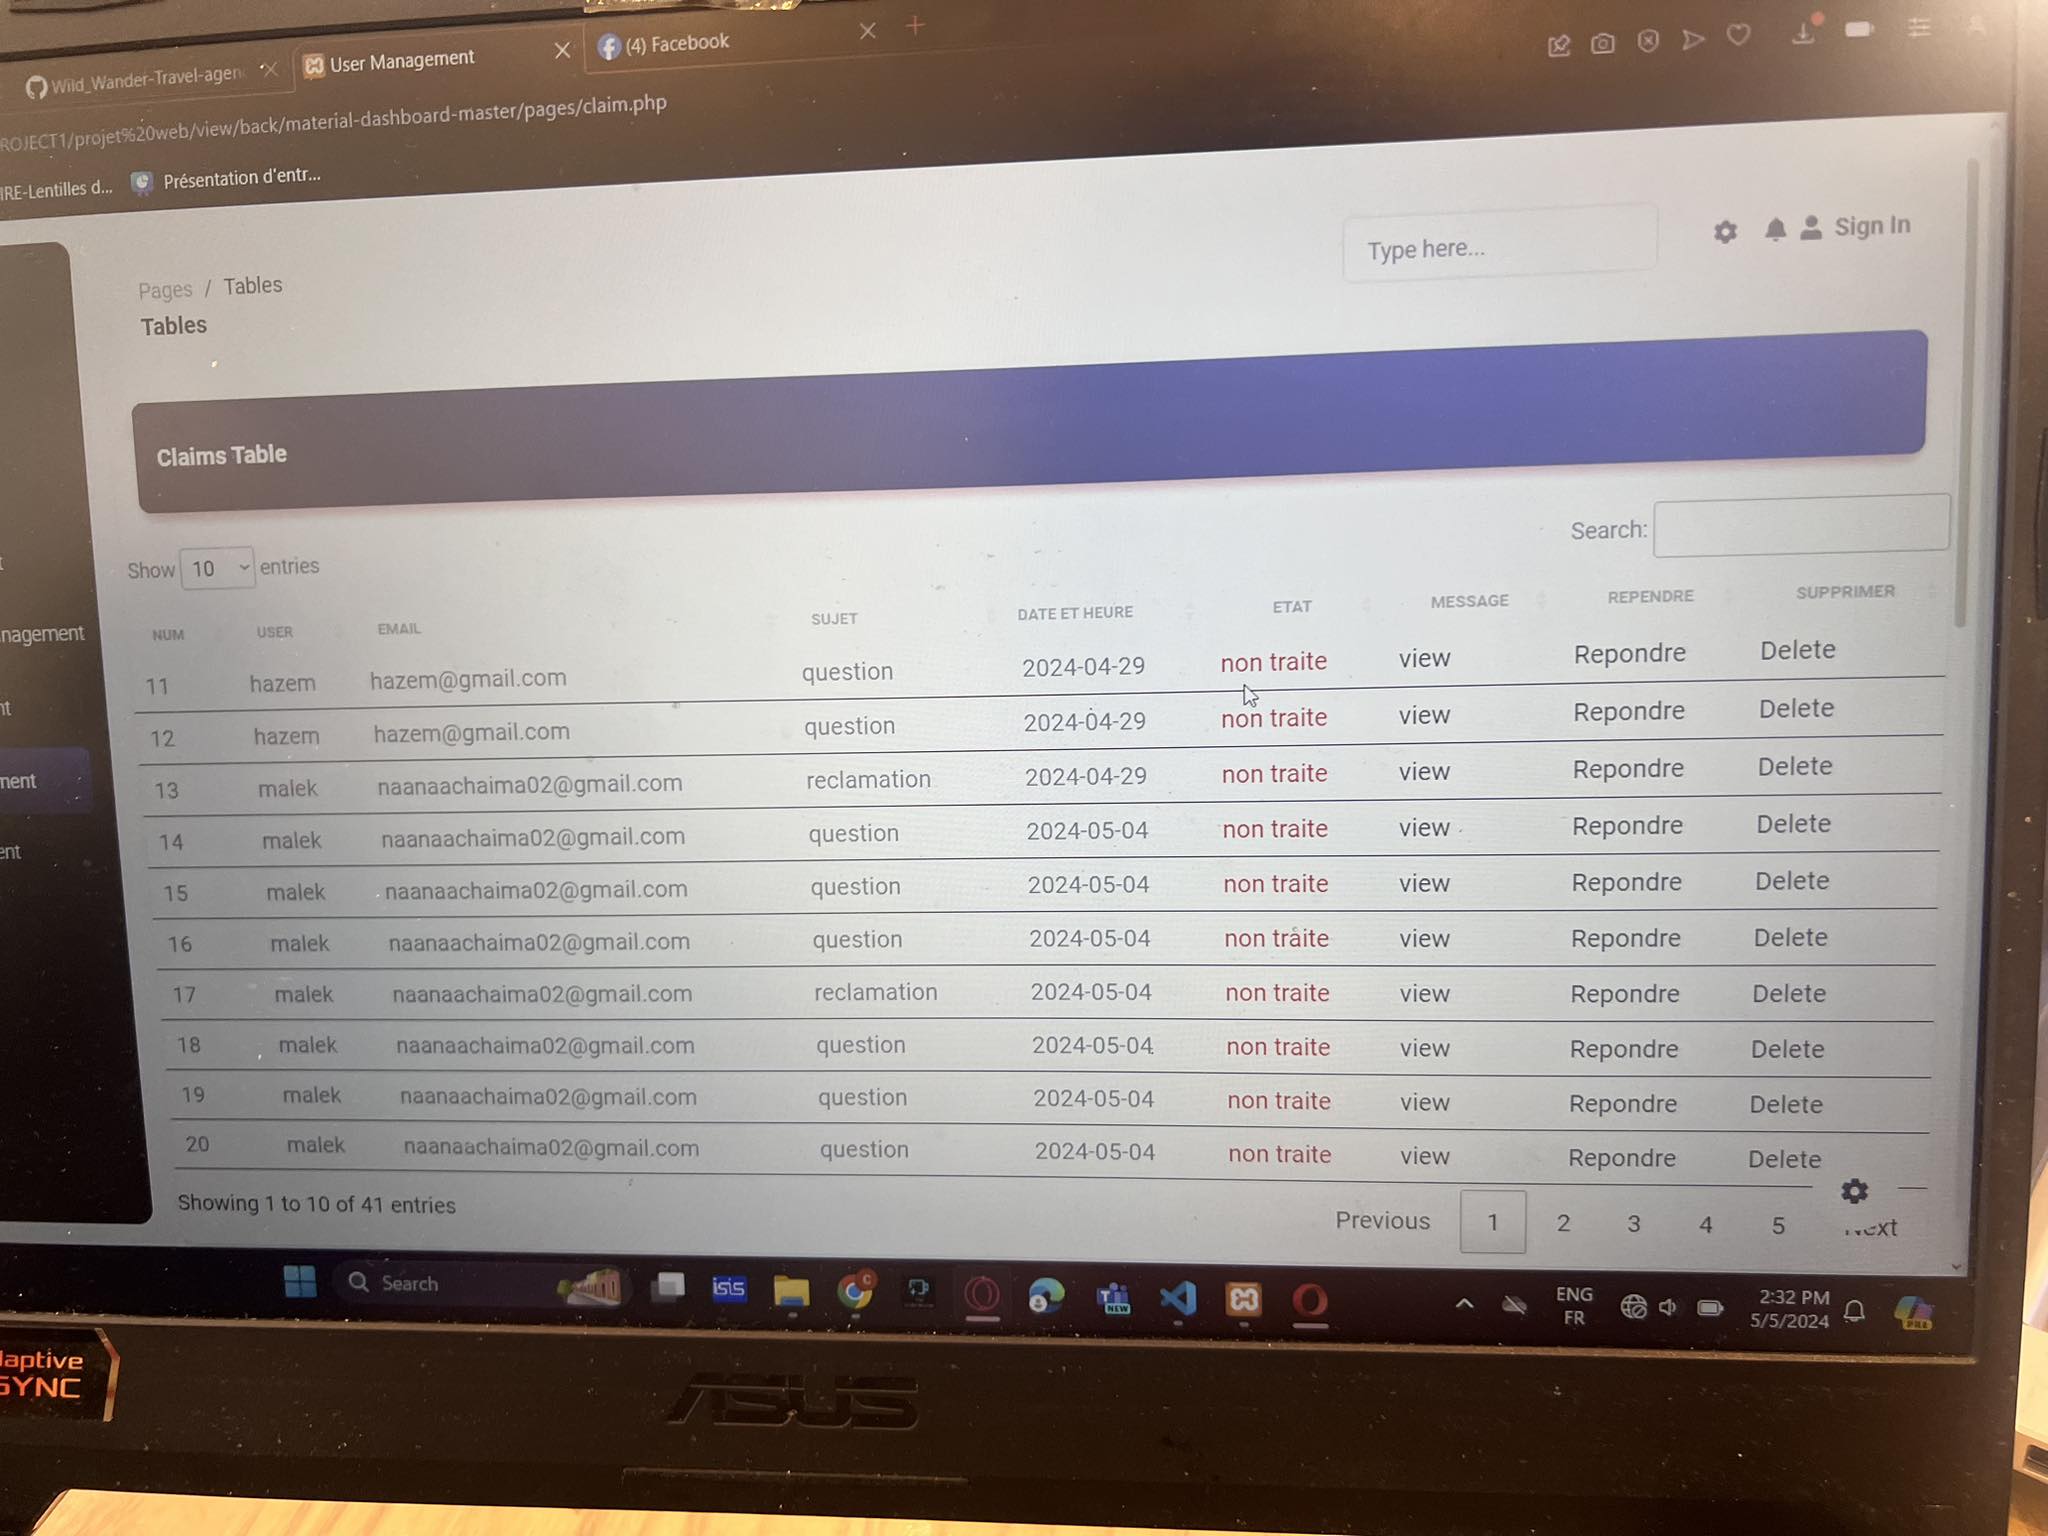 Wild_Wander-Travel-agen
User Management
(4) Facebook
ROJECT1/projet%20web/view/back/material-dashboard-master/pages/claim.php
IRE-Lentilles d...
Présentation d'entr...
Type here...
Sign In
Pages / Tables
Tables
Claims Table
Show 10 entries
Search:
NUM USER EMAIL SUJET DATE ET HEURE ETAT MESSAGE REPENDRE SUPPRIMER
11 hazem hazem@gmail.com question 2024-04-29 non traite view Repondre Delete
12 hazem hazem@gmail.com question 2024-04-29 non traite view Repondre Delete
13 malek naanaachaima02@gmail.com reclamation 2024-04-29 non traite view Repondre Delete
14 malek naanaachaima02@gmail.com question 2024-05-04 non traite view Repondre Delete
15 malek naanaachaima02@gmail.com question 2024-05-04 non traite view Repondre Delete
16 malek naanaachaima02@gmail.com question 2024-05-04 non traite view Repondre Delete
17 malek naanaachaima02@gmail.com reclamation 2024-05-04 non traite view Repondre Delete
18 malek naanaachaima02@gmail.com question 2024-05-04 non traite view Repondre Delete
19 malek naanaachaima02@gmail.com question 2024-05-04 non traite view Repondre Delete
20 malek naanaachaima02@gmail.com question 2024-05-04 non traite view Repondre Delete
nagement
nt
ment
ent
Showing 1 to 10 of 41 entries
Previous 1 2 3 4 5 Next
Search
isis
NEW
ENG
FR
2:32 PM
5/5/2024
daptive
SYNC
ASUS